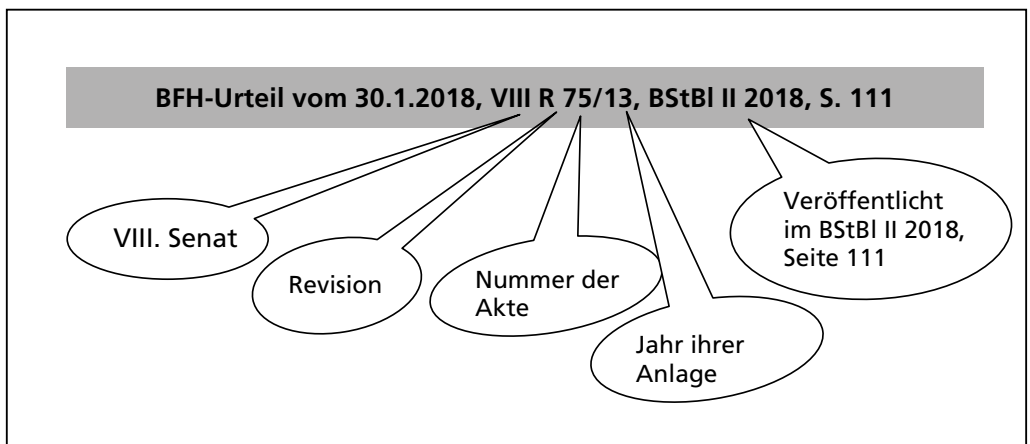 BFH-Urteil vom 30.1.2018, VIII R 75/13, BStBl II 2018, S. 111
VIII. Senat
Revision
Nummer der
Akte
Jahr ihrer
Anlage
Veröffentlicht
im BStBl II 2018,
Seite 111